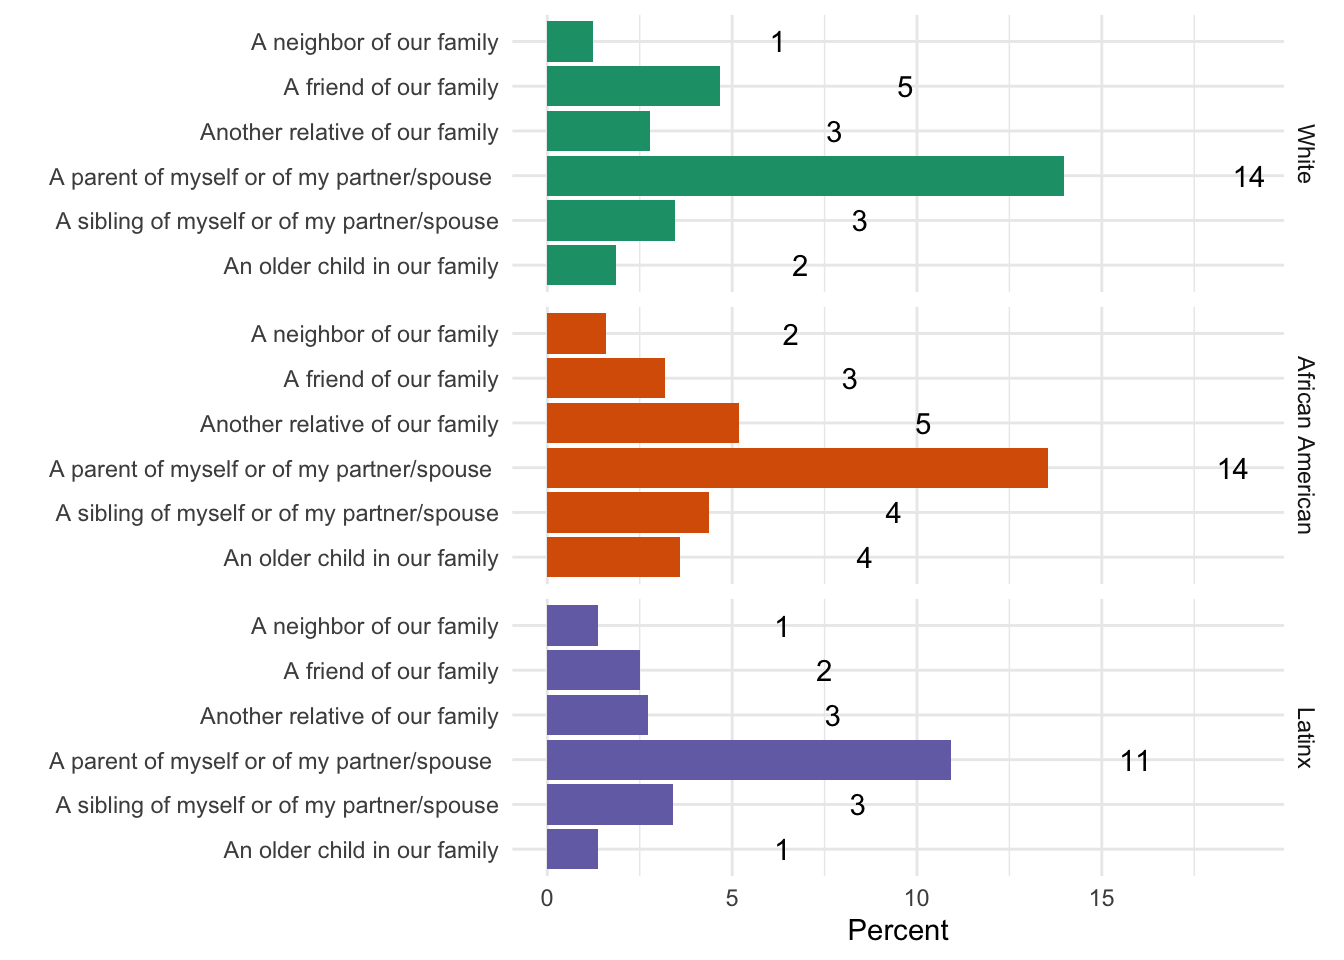 A neighbor of our family 1
A friend of our family 5
Another relative of our family 3
A parent of myself or of my partner/spouse 14
A sibling of myself or of my partner/spouse 3
An older child in our family 2
White
A neighbor of our family 2
A friend of our family 3
Another relative of our family 5
A parent of myself or of my partner/spouse 14
A sibling of myself or of my partner/spouse 4
An older child in our family 4
African American
A neighbor of our family 1
A friend of our family 2
Another relative of our family 3
A parent of myself or of my partner/spouse 11
A sibling of myself or of my partner/spouse 3
An older child in our family 1
Latinx
0 5 10 15
Percent